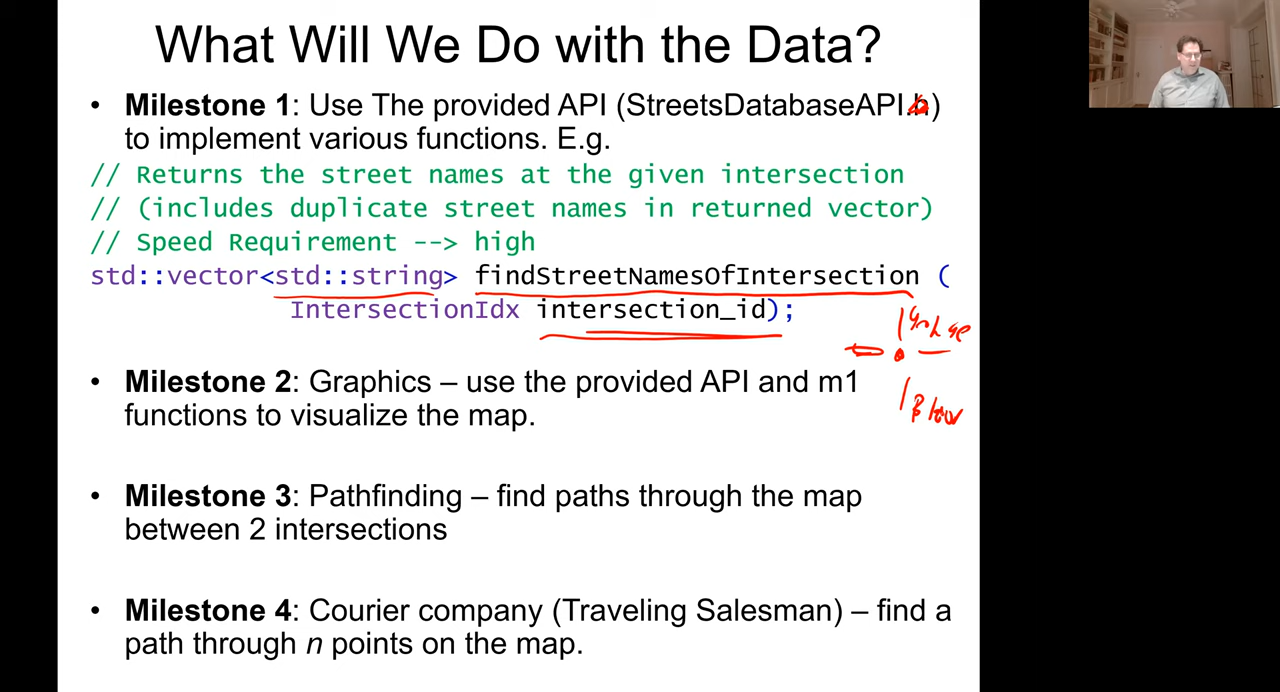 What Will We Do with the Data?
• Milestone 1: Use The provided API (StreetsDatabaseAPI.h)
to implement various functions. E.g.
// Returns the street names at the given intersection
// (includes duplicate street names in returned vector)
// Speed Requirement --> high
std::vector<std::string> findStreetNamesOfIntersection (
IntersectionIdx intersection_id);
• Milestone 2: Graphics – use the provided API and m1
functions to visualize the map.
• Milestone 3: Pathfinding – find paths through the map
between 2 intersections
• Milestone 4: Courier company (Traveling Salesman) – find a
path through n points on the map.